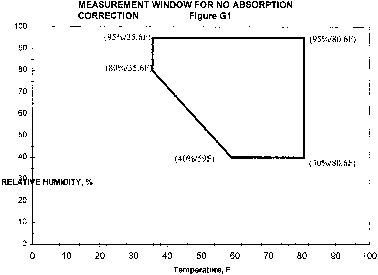 MEASUREMENT WINDOW FOR NO ABSORPTION
CORRECTION Figure G1
100
90
(95%/35.6F)
(95%/80.6F)
80
(80%/35.6F)
70
60
50
40
(40%/59F)
(40%/80.6F)
RELATIVE HUMIDITY, %
20
12
0
0 10 20 30 40 50 60 70 80 90 100
Temperature, F